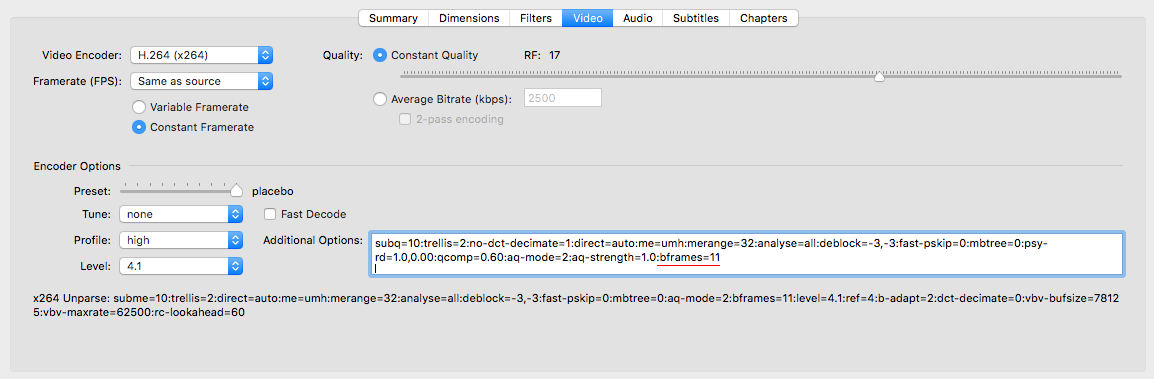 Summary Dimensions Filters Video Audio Subtitles Chapters
Video Encoder: H.264 (x264) Quality: Constant Quality RF: 17
Framerate (FPS): Same as source
Variable Framerate Average Bitrate (kbps): 2500
Constant Framerate 2-pass encoding
Encoder Options
Preset: placebo
Tune: none Fast Decode
Profile: high Additional Options: subq=10:trellis=2:no-dct-decimate=1:direct=auto:me=umh:merange=32:analyse=all:deblock=-3,-3:fast-pskip=0:mbtree=0:psy-
rd=1.0,0.00:qcomp=0.60:aq-mode=2:aq-strength=1.0:bframes=11
Level: 4.1
x264 Unparse: subme=10:trellis=2:direct=auto:me=umh:merange=32:analyse=all:deblock=-3,-3:fast-pskip=0:mbtree=0:aq-mode=2:bframes=11:level=4.1:ref=4:b-adapt=2:dct-decimate=0:vbv-bufsize=7812
5:vbv-maxrate=62500:rc-lookahead=60